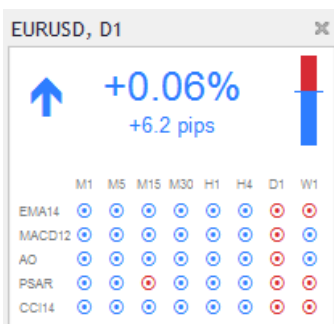 EURUSD, D1
+0.06%
+6.2 pips
M1 M5 M15 M30 H1 H4 D1 W1
EMA14
MACD12
AO
PSAR
CCI14